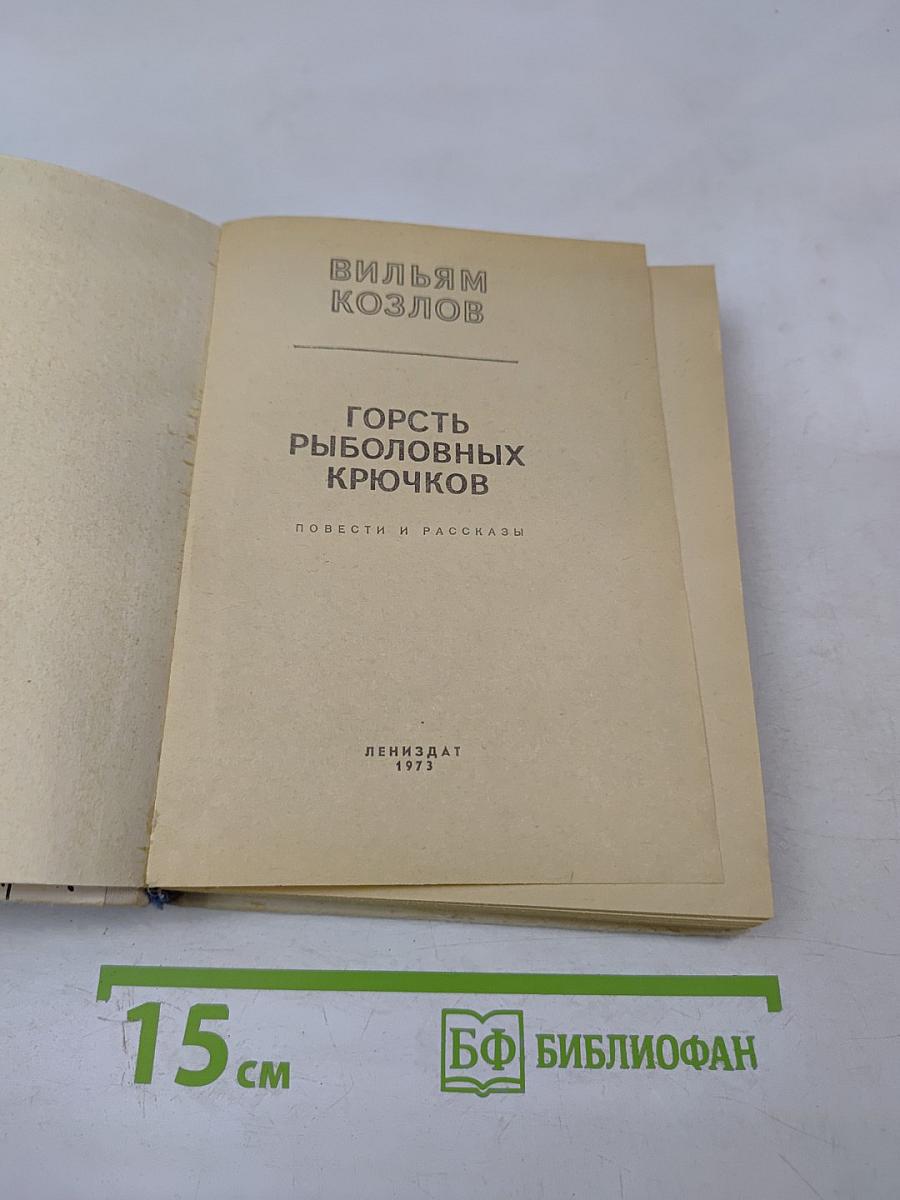 ВИЛЬЯМ
КОЗЛОВ
ГОРСТЬ
РЫБОЛОВНЫХ
КРЮЧКОВ
ПОВЕСТИ И РАССКАЗЫ
ЛЕНИЗДАТ
1973
15 см
БФ БИБЛИОФАН